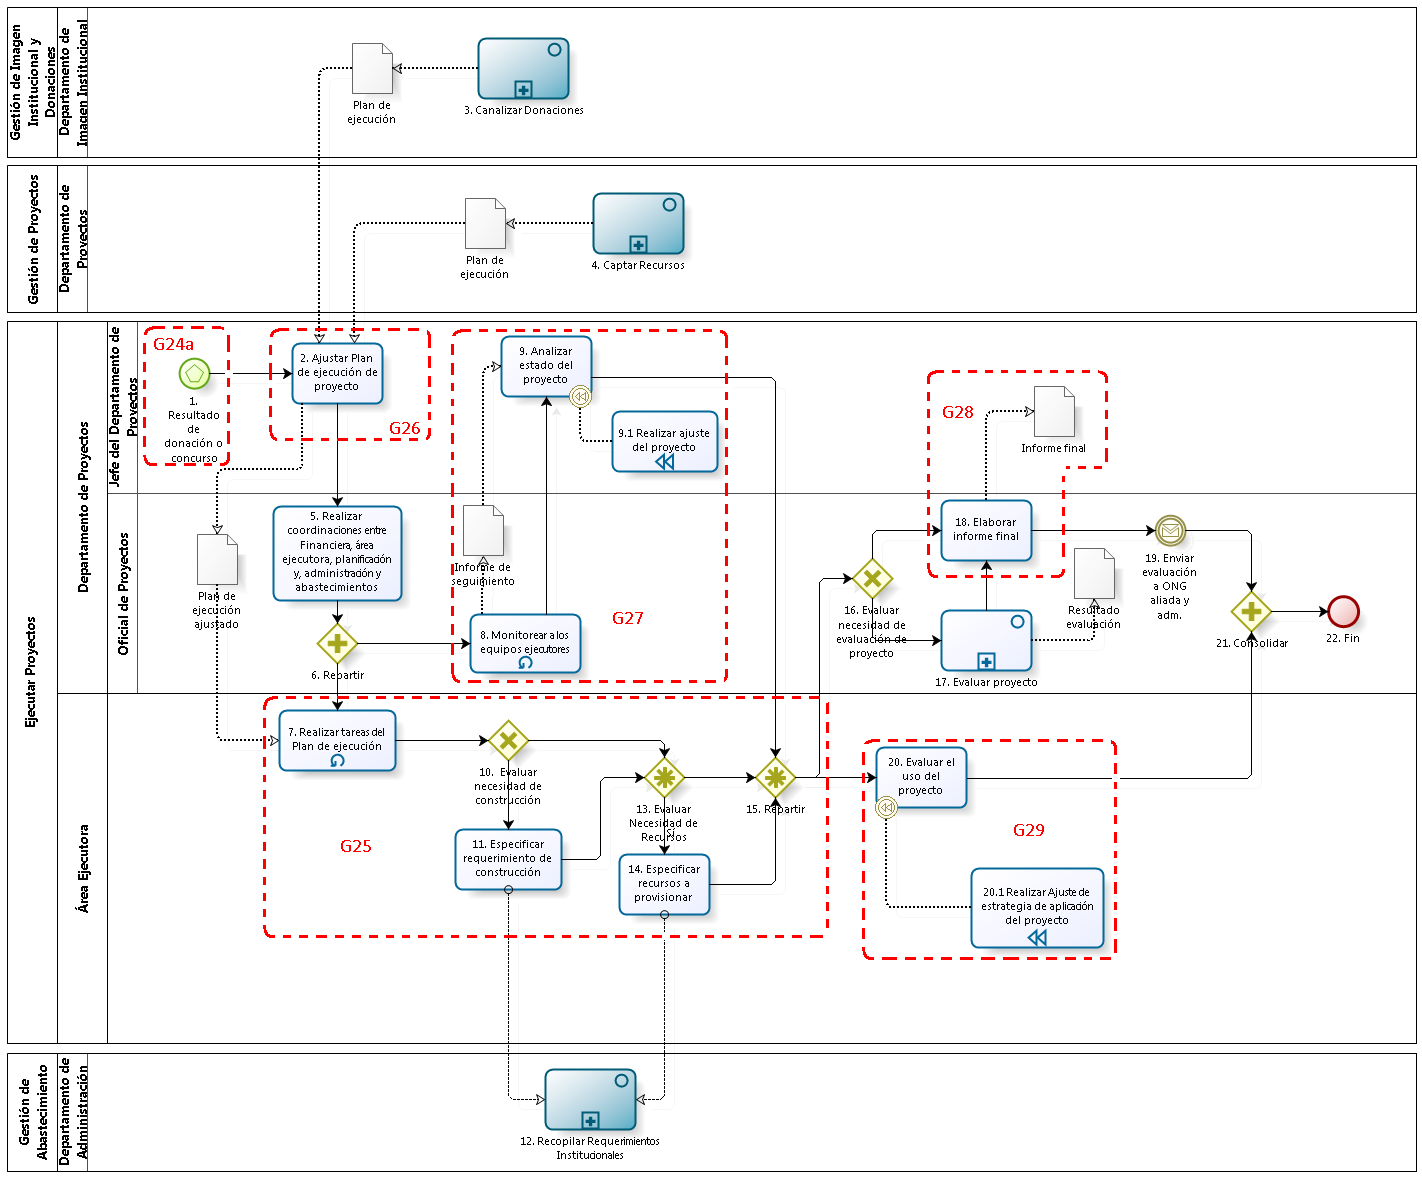 Gestión de Imagen
Institucional y
Donaciones
Departamento de
Imagen Institucional
Plan de
ejecución
3. Canalizar Donaciones
Gestión de Proyectos
Departamento de
Proyectos
Plan de
ejecución
4. Captar Recursos
Ejecutar Proyectos
Departamento de Proyectos
Jefe del Departamento de
Proyectos
G24a
1.
Resultado
de
donación o
concurso
2. Ajustar Plan
de ejecución de
proyecto
G26
9. Analizar
estado del
proyecto
9.1 Realizar ajuste
del proyecto
G28
Informe final
Oficial de Proyectos
Plan de
ejecución
ajustado
5. Realizar
coordinaciones entre
Financiera, área
ejecutora, planificación
y, administración y
abastecimientos
6. Repartir
Informe de
seguimiento
8. Monitorear a los
equipos ejecutores
G27
16. Evaluar
necesidad de
evaluación de
proyecto
18. Elaborar
informe final
17. Evaluar proyecto
Resultado
evaluación
19. Enviar
evaluación
a ONG
aliada y
adm.
21. Consolidar
22. Fin
Área Ejecutora
7. Realizar tareas del
Plan de ejecución
10. Evaluar
necesidad de
construcción
G25
11. Especificar
requerimiento de
construcción
13. Evaluar
Necesidad de
Recursos
Sí
14. Especificar
recursos a
provisionar
15. Repartir
20. Evaluar el
uso del
proyecto
G29
20.1 Realizar Ajuste de
estrategia de aplicación
del proyecto
Gestión de
Abastecimiento
Departamento de
Administración
12. Recopilar Requerimientos
Institucionales